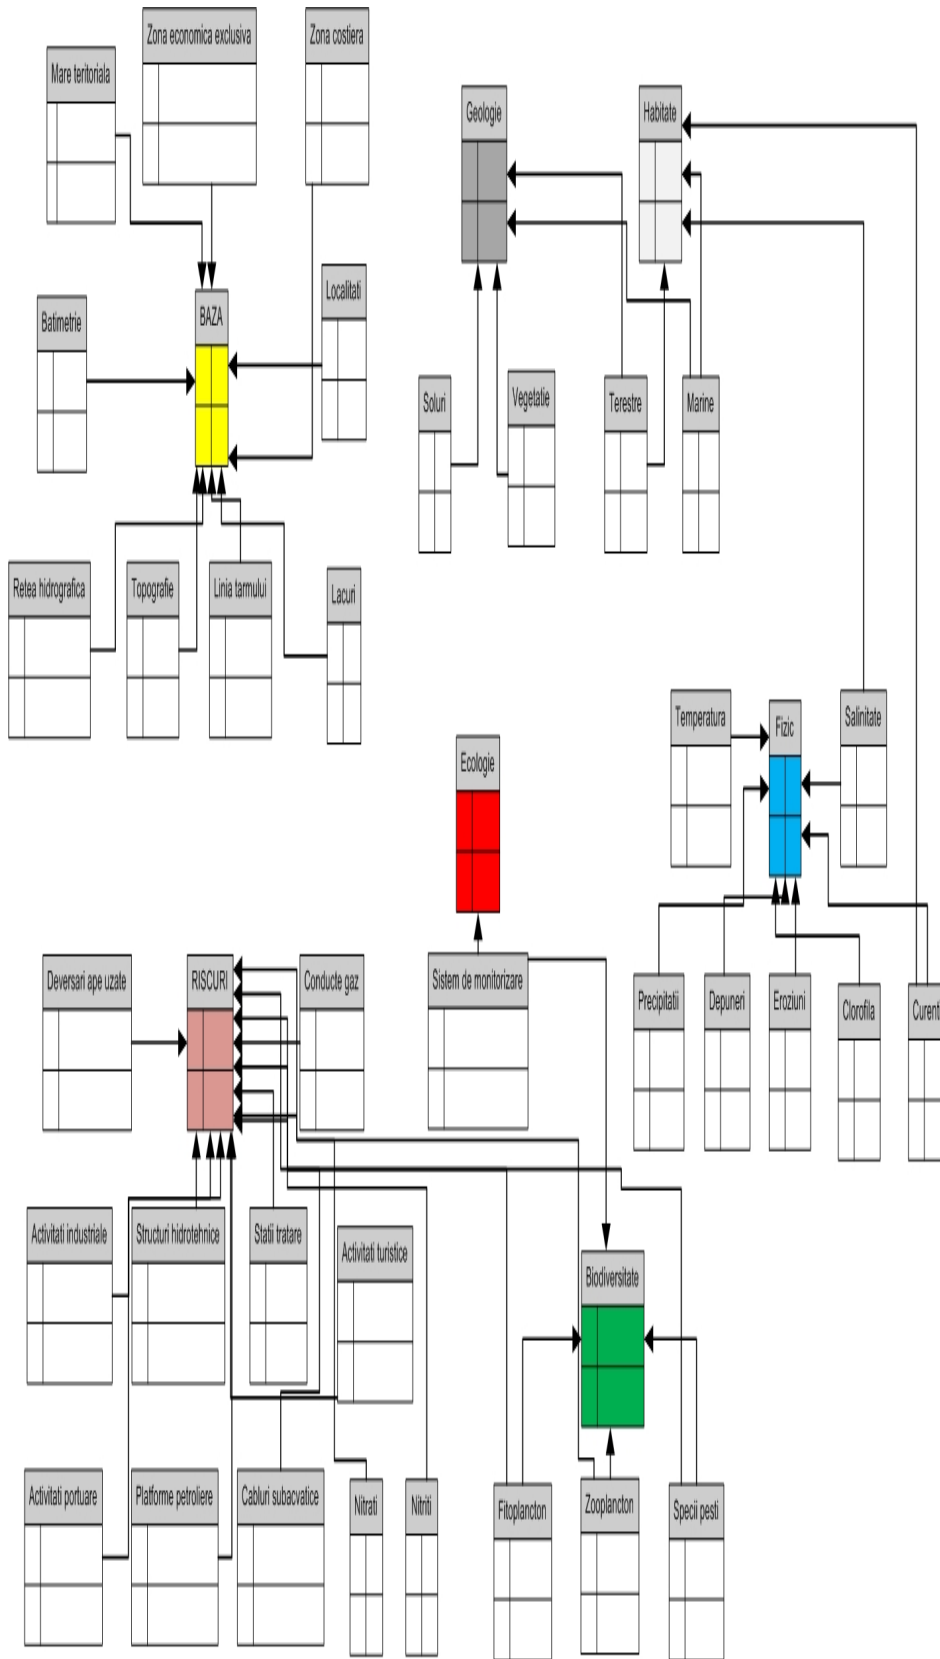 Zona economica exclusiva
Zona costiera
Mare teritoriala
Geologie
Habitate
Localitati
BAZA
Batimetrie
Soluri
Vegetatie
Terestre
Marine
Retea hidrografica
Topografie
Linia tarmului
Lacuri
Temperatura
Fizic
Salinitate
Ecologie
Deversari ape uzate
RISCURI
Conducte gaz
Sistem de monitorizare
Precipitatii
Depuneri
Eroziuni
Clorofila
Curent
Activitati industriale
Structuri hidrotehnice
Statii tratare
Activitati turistice
Biodiversitate
Activitati portuare
Platforme petroliere
Cabluri subacvatice
Nitrati
Nitriti
Fitoplancton
Zooplancton
Specii pesti